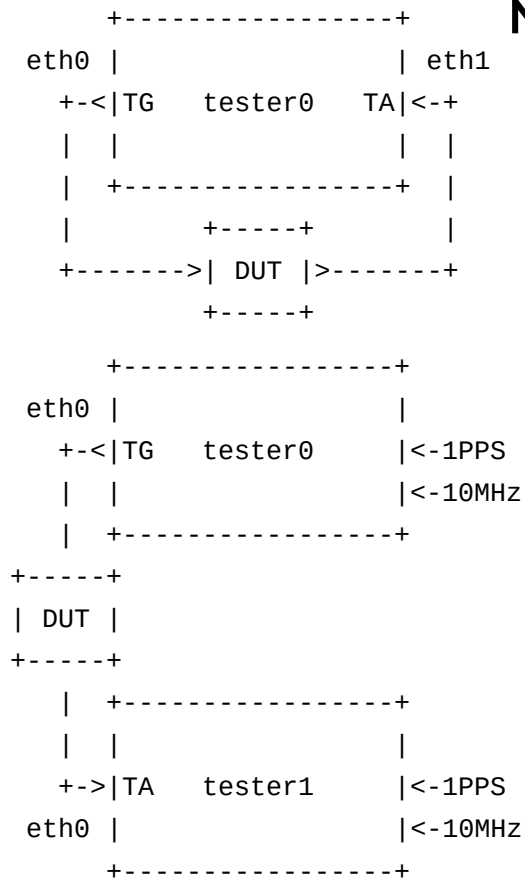 +-----------------+
eth0 |                 | eth1
  +-<|TG   tester0   TA|<-+
  |  |                 |  |
  |  +-----------------+  |
  |        +-----+        |
  +------->| DUT |>-------+
           +-----+
     +-----------------+
eth0 |                 |
  +-<|TG   tester0     |<-1PPS
  |  |                 |<-10MHz
  |  +-----------------+
+-----+
| DUT |
+-----+
  |  +-----------------+
  |  |                 |
  +->|TA   tester1     |<-1PPS
eth0 |                 |<-10MHz
     +-----------------+